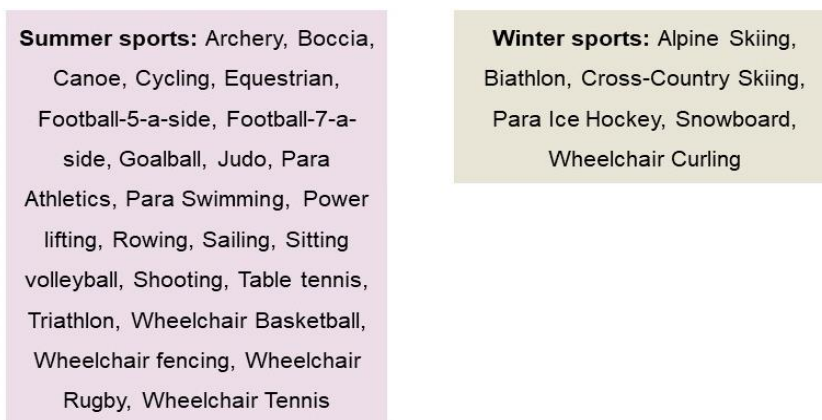 Summer sports: Archery, Boccia,
Canoe, Cycling, Equestrian,
Football-5-a-side, Football-7-a-
side, Goalball, Judo, Para
Athletics, Para Swimming, Power
lifting, Rowing, Sailing, Sitting
volleyball, Shooting, Table tennis,
Triathlon, Wheelchair Basketball,
Wheelchair fencing, Wheelchair
Rugby, Wheelchair Tennis
Winter sports: Alpine Skiing,
Biathlon, Cross-Country Skiing,
Para Ice Hockey, Snowboard,
Wheelchair Curling